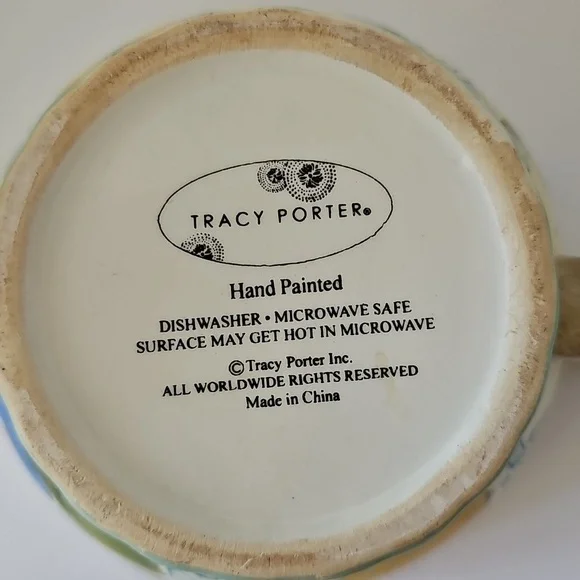 TRACY PORTER®
Hand Painted
DISHWASHER • MICROWAVE SAFE
SURFACE MAY GET HOT IN MICROWAVE
© Tracy Porter Inc.
ALL WORLDWIDE RIGHTS RESERVED
Made in China